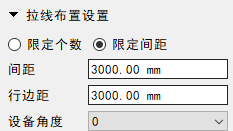 拉线布置设置
限定个数 限定间距
间距 3000.00 mm
行边距 3000.00 mm
设备角度 0